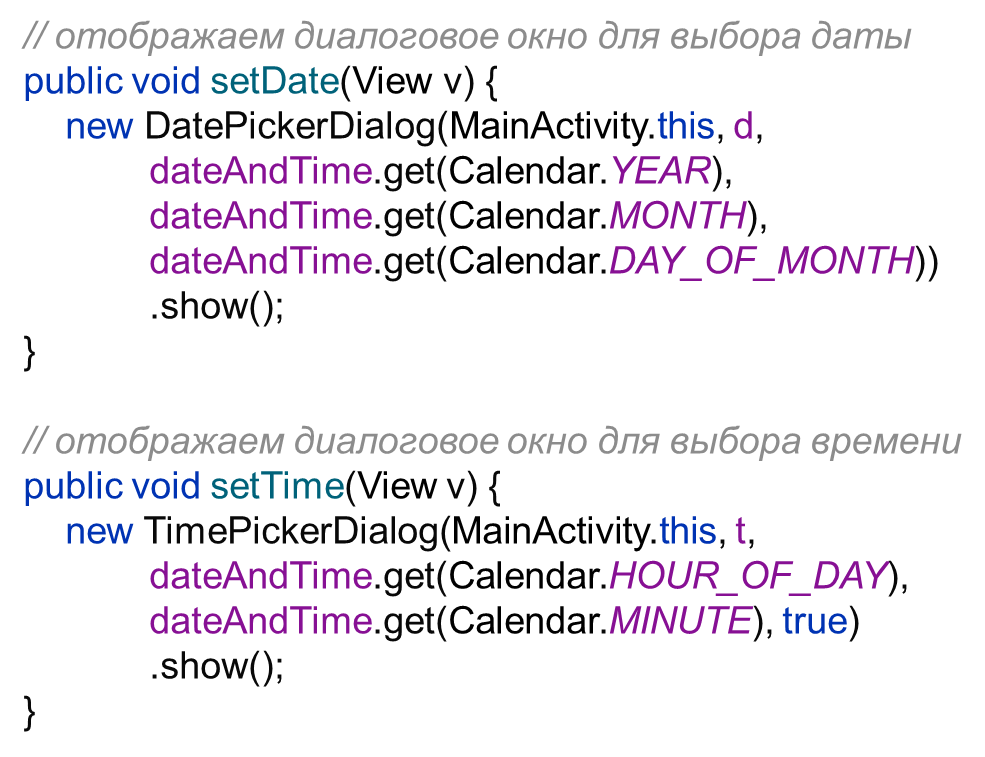 // отображаем диалоговое окно для выбора даты
public void setDate(View v) {
new DatePickerDialog(MainActivity.this, d,
dateAndTime.get(Calendar.YEAR),
dateAndTime.get(Calendar.MONTH),
dateAndTime.get(Calendar.DAY_OF_MONTH))
.show();
}
// отображаем диалоговое окно для выбора времени
public void setTime(View v) {
new TimePickerDialog(MainActivity.this, t,
dateAndTime.get(Calendar.HOUR_OF_DAY),
dateAndTime.get(Calendar.MINUTE), true)
.show();
}